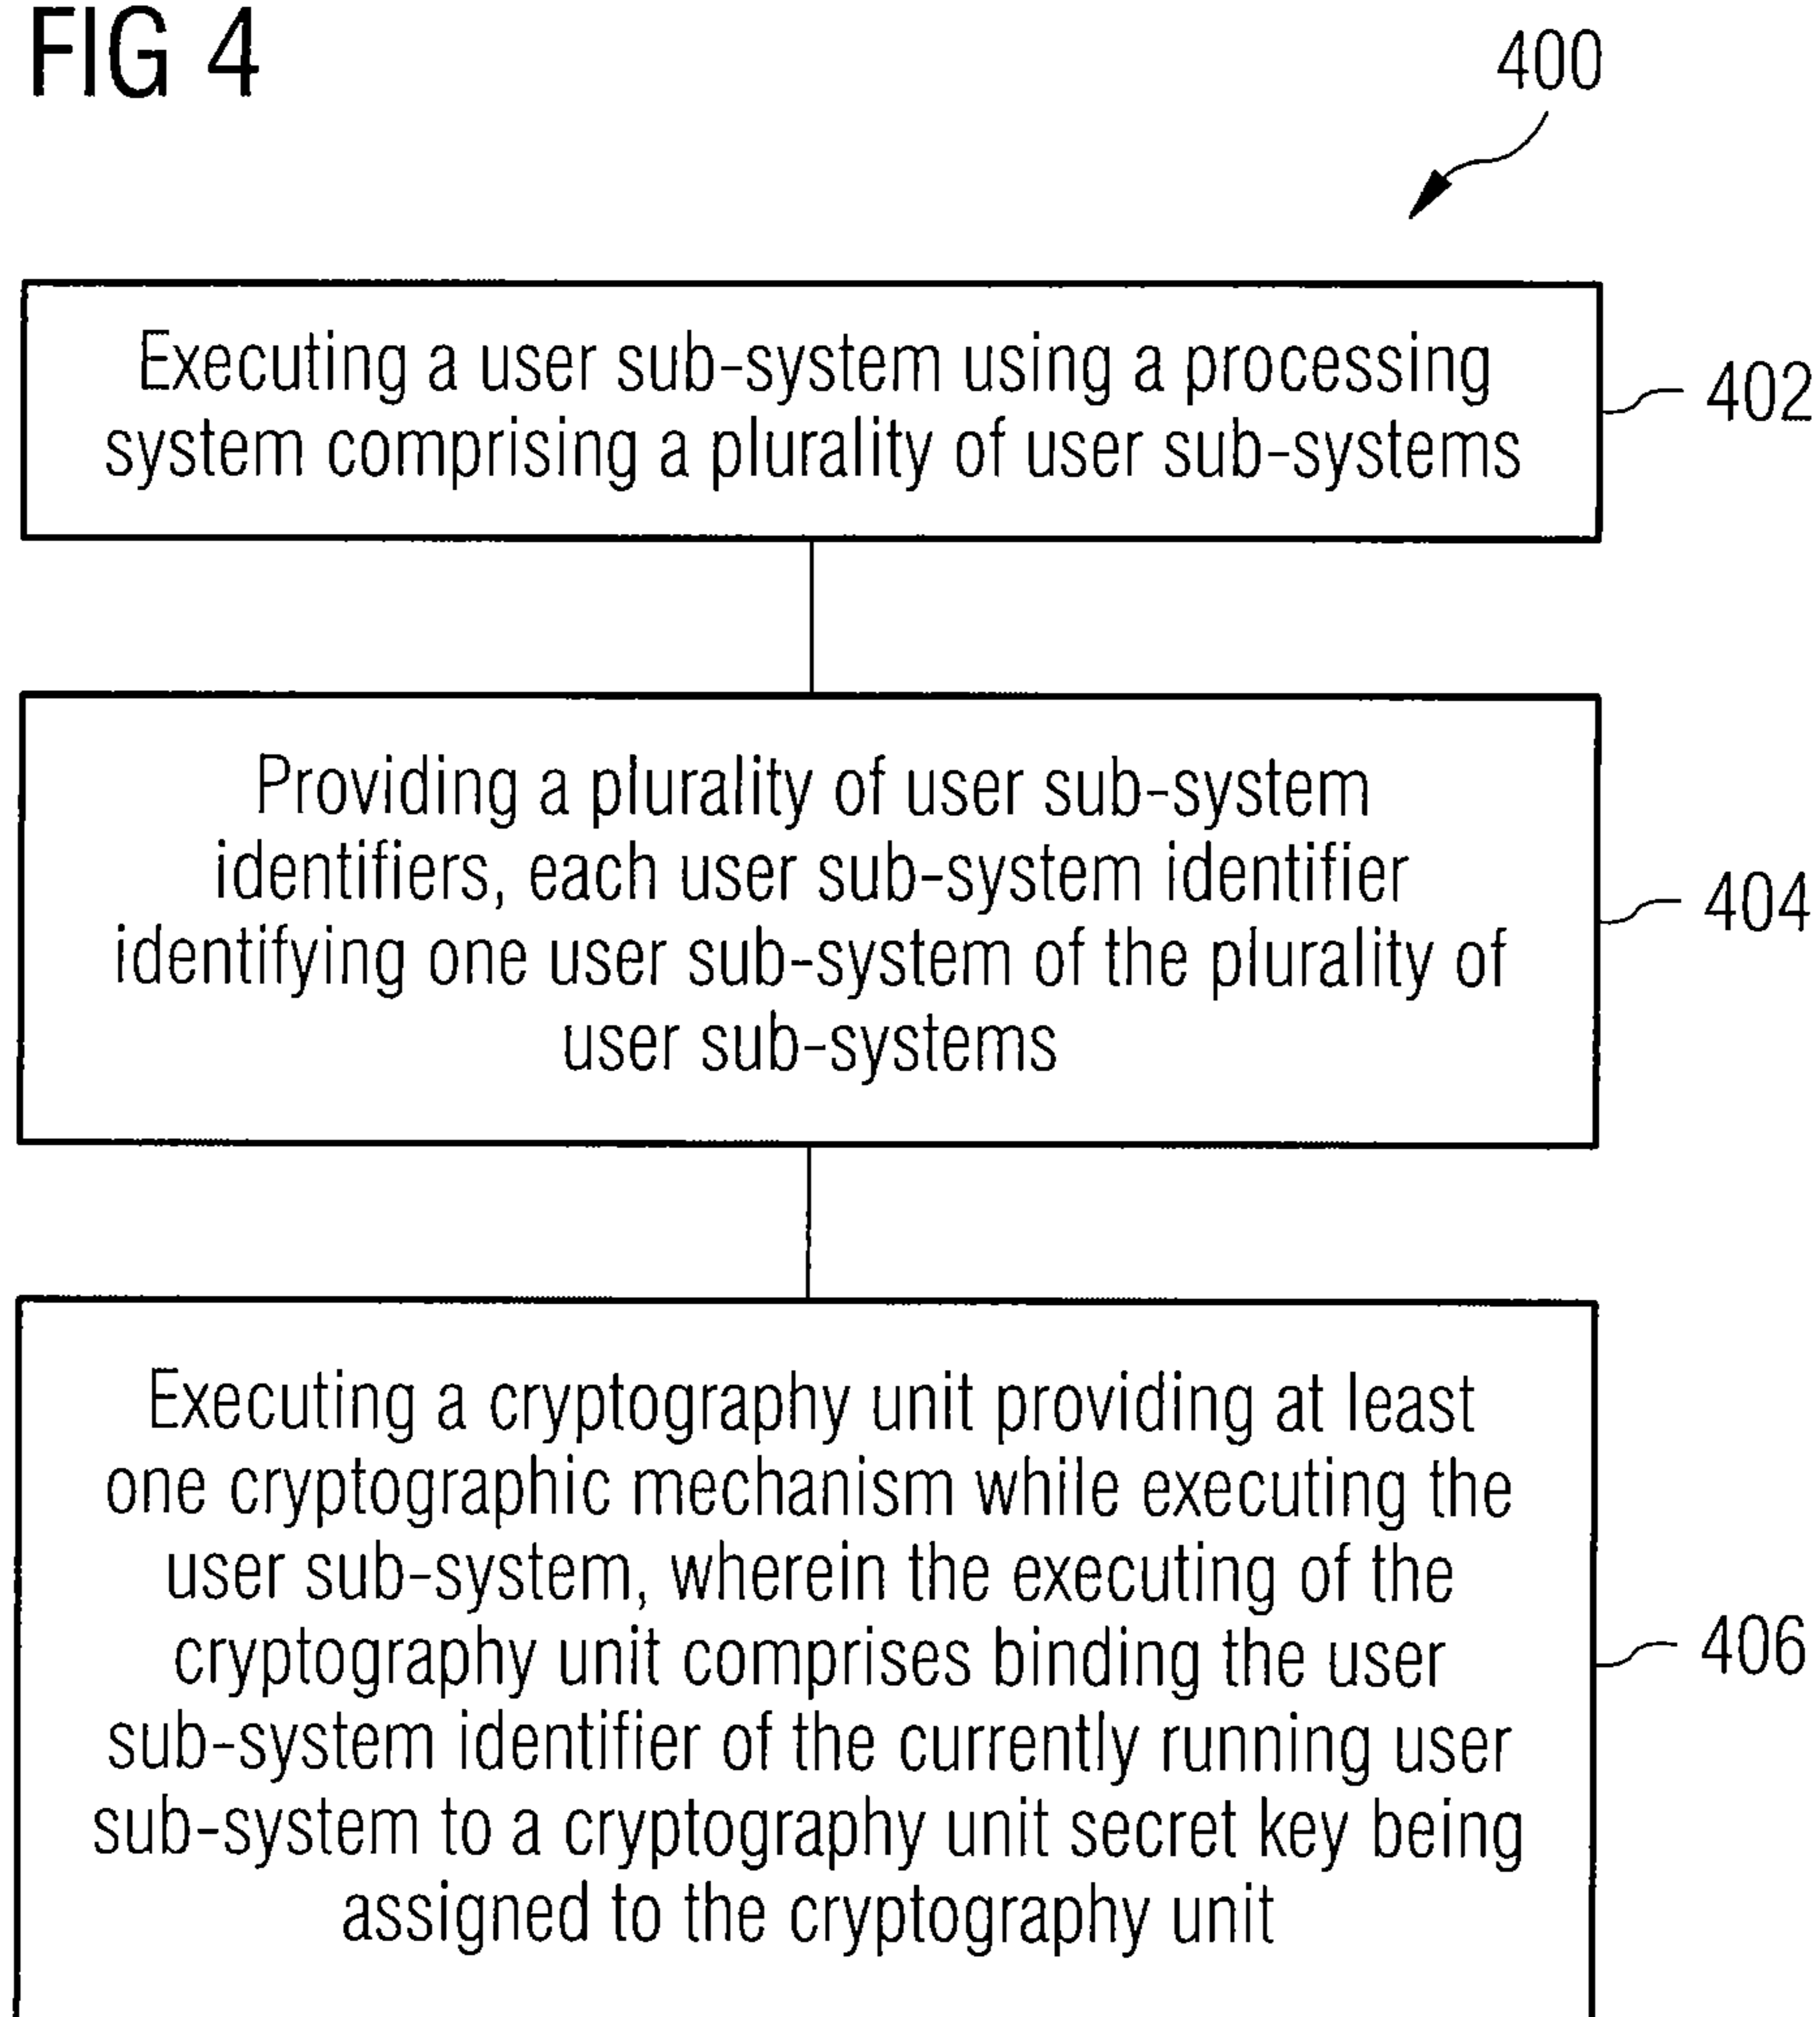 FIG 4
400
Executing a user sub-system using a processing
system comprising a plurality of user sub-systems
402
Providing a plurality of user sub-system
identifiers, each user sub-system identifier
identifying one user sub-system of the plurality of
user sub-systems
404
Executing a cryptography unit providing at least
one cryptographic mechanism while executing the
user sub-system, wherein the executing of the
cryptography unit comprises binding the user
sub-system identifier of the currently running user
sub-system to a cryptography unit secret key being
assigned to the cryptography unit
406